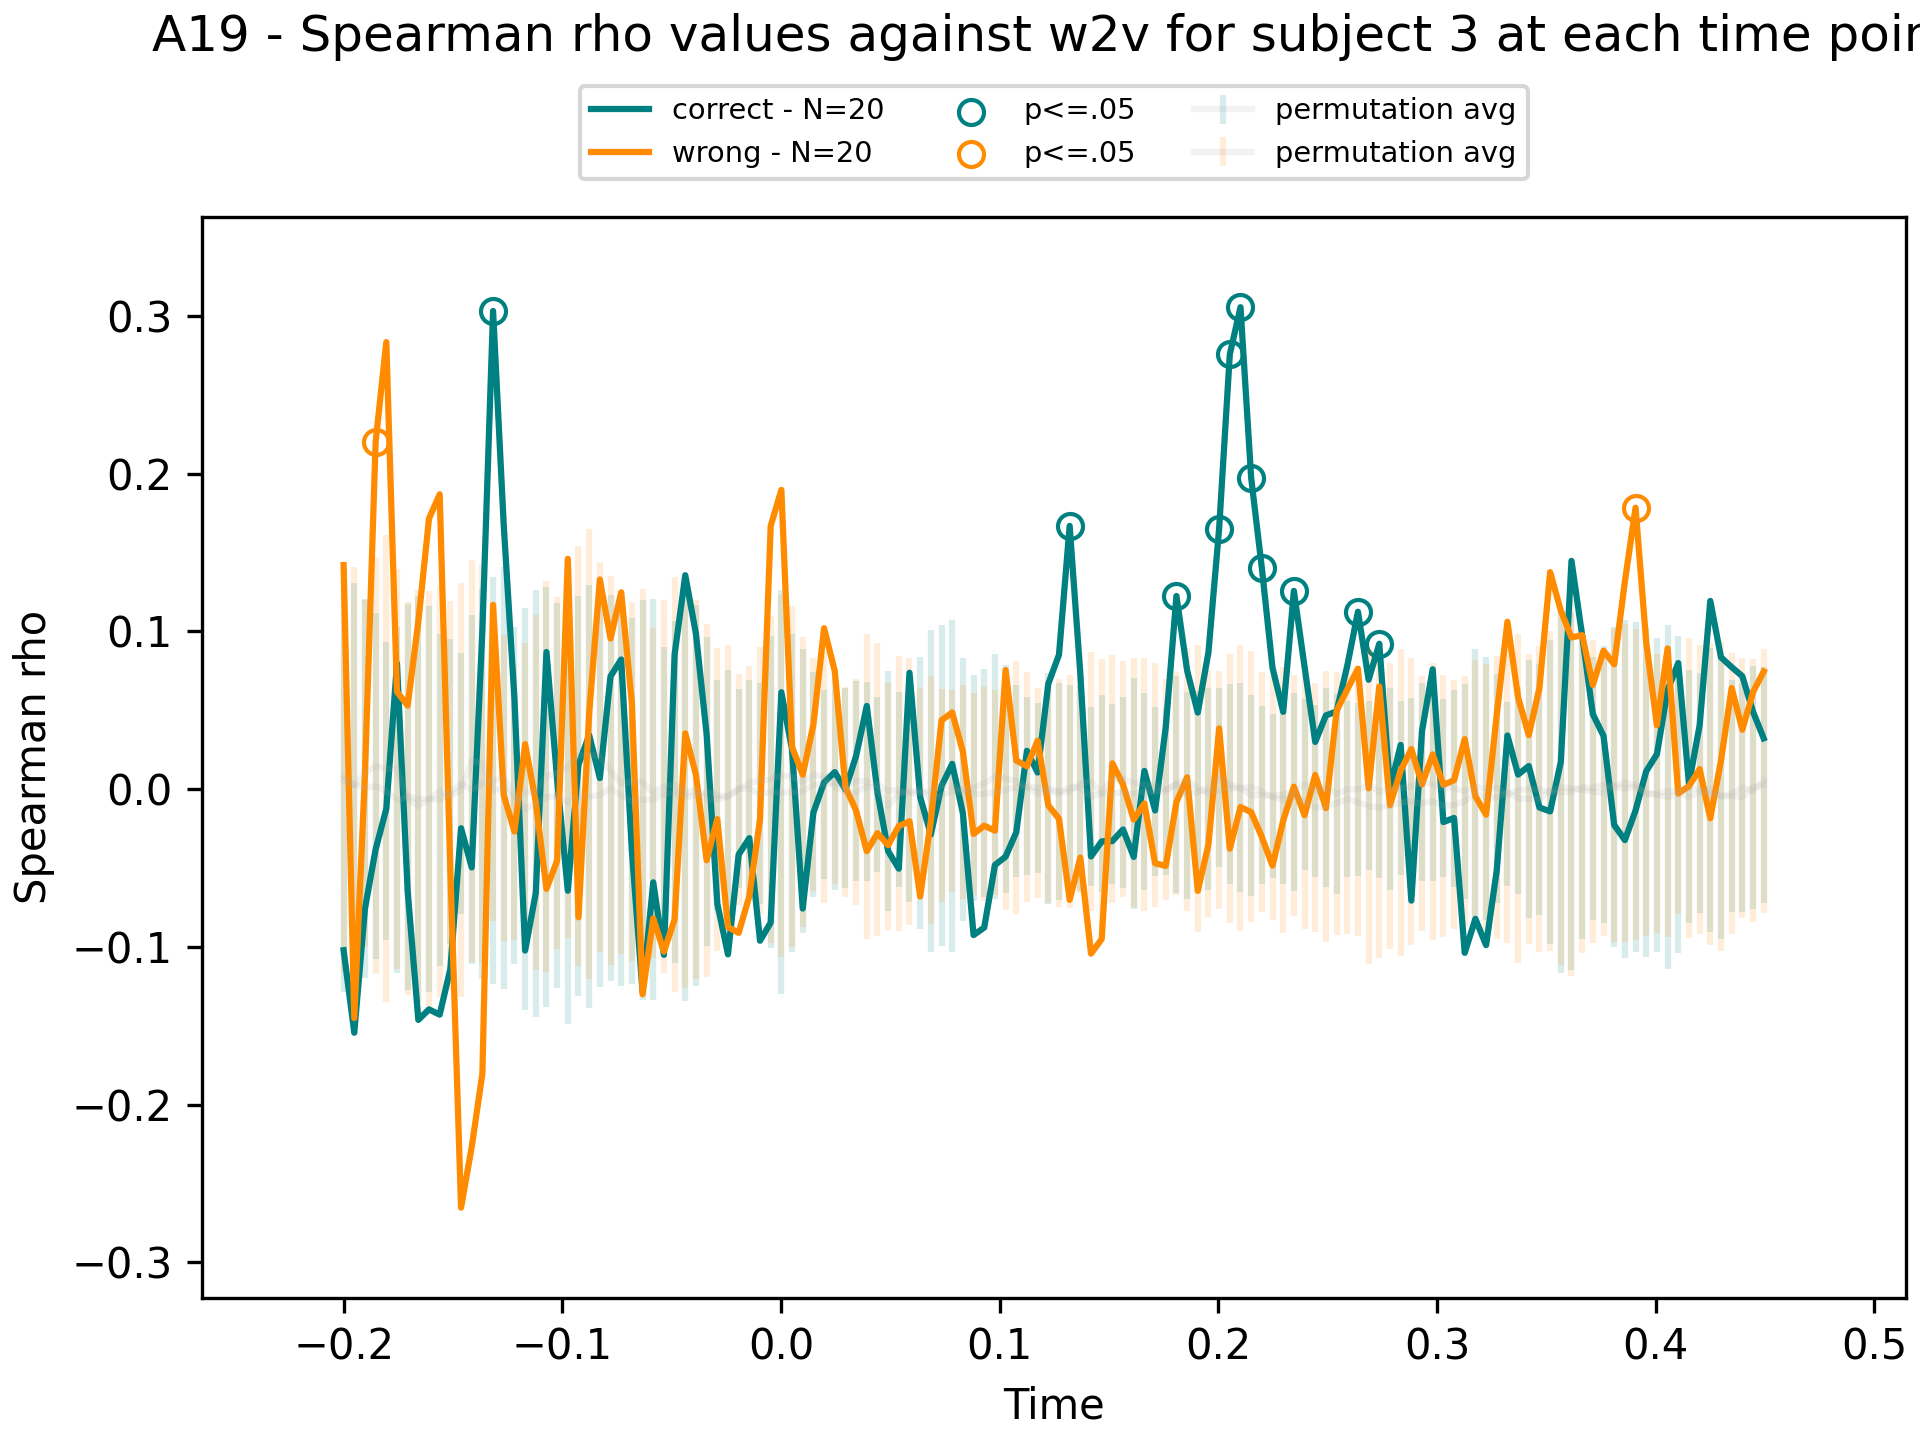 A19 - Spearman rho values against w2v for subject 3 at each time poin
correct - N=20
wrong - N=20
p<=.05
p<=.05
permutation avg
permutation avg
Spearman rho
0.3
0.2
0.1
0.0
−0.1
−0.2
−0.3
−0.2
−0.1
0.0
0.1
0.2
0.3
0.4
0.5
Time